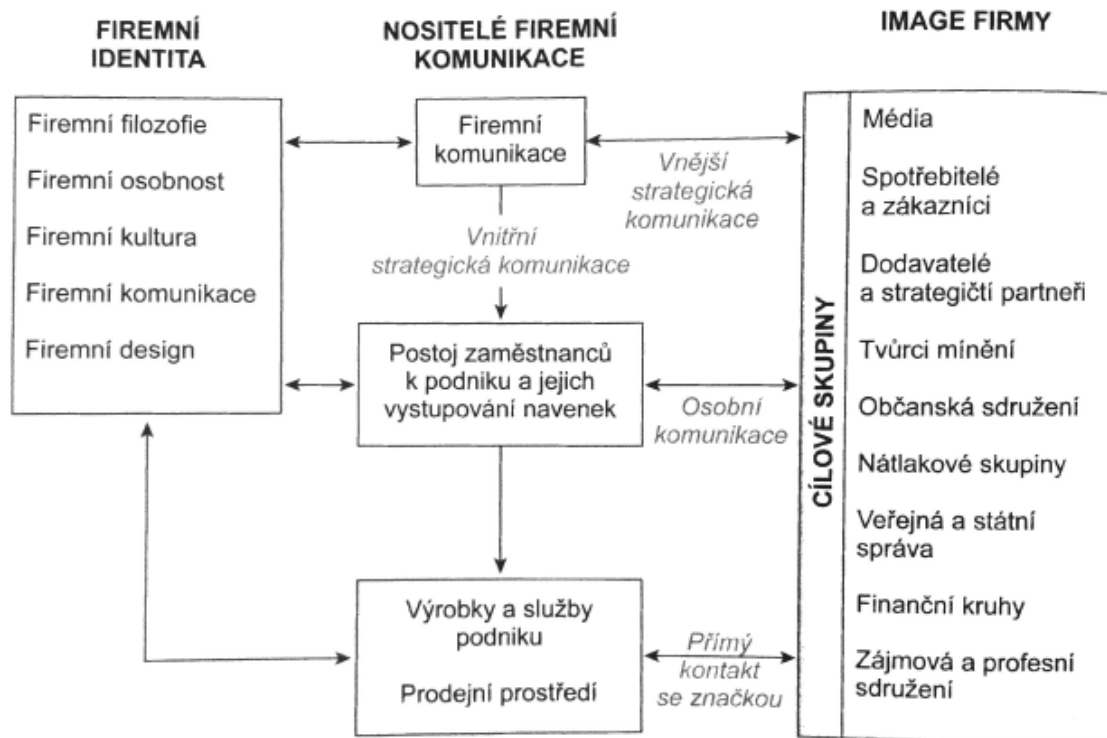 FIREMNÍ
IDENTITA
Firemní filozofie
Firemní osobnost
Firemní kultura
Firemní komunikace
Firemní design
NOSITELÉ FIREMNÍ
KOMUNIKACE
Firemní
komunikace
Vnitřní
strategická komunikace
Postoj zaměstnanců
k podniku a jejich
vystupování navenek
Výrobky a služby
podniku
Prodejní prostředí
Vnější
strategická
komunikace
Osobní
komunikace
Přímý
kontakt
se značkou
IMAGE FIRMY
CÍLOVÉ SKUPINY
Média
Spotřebitelé
a zákazníci
Dodavatelé
a strategičtí partneři
Tvůrci mínění
Občanská sdružení
Nátlakové skupiny
Veřejná a státní
správa
Finanční kruhy
Zájmová a profesní
sdružení